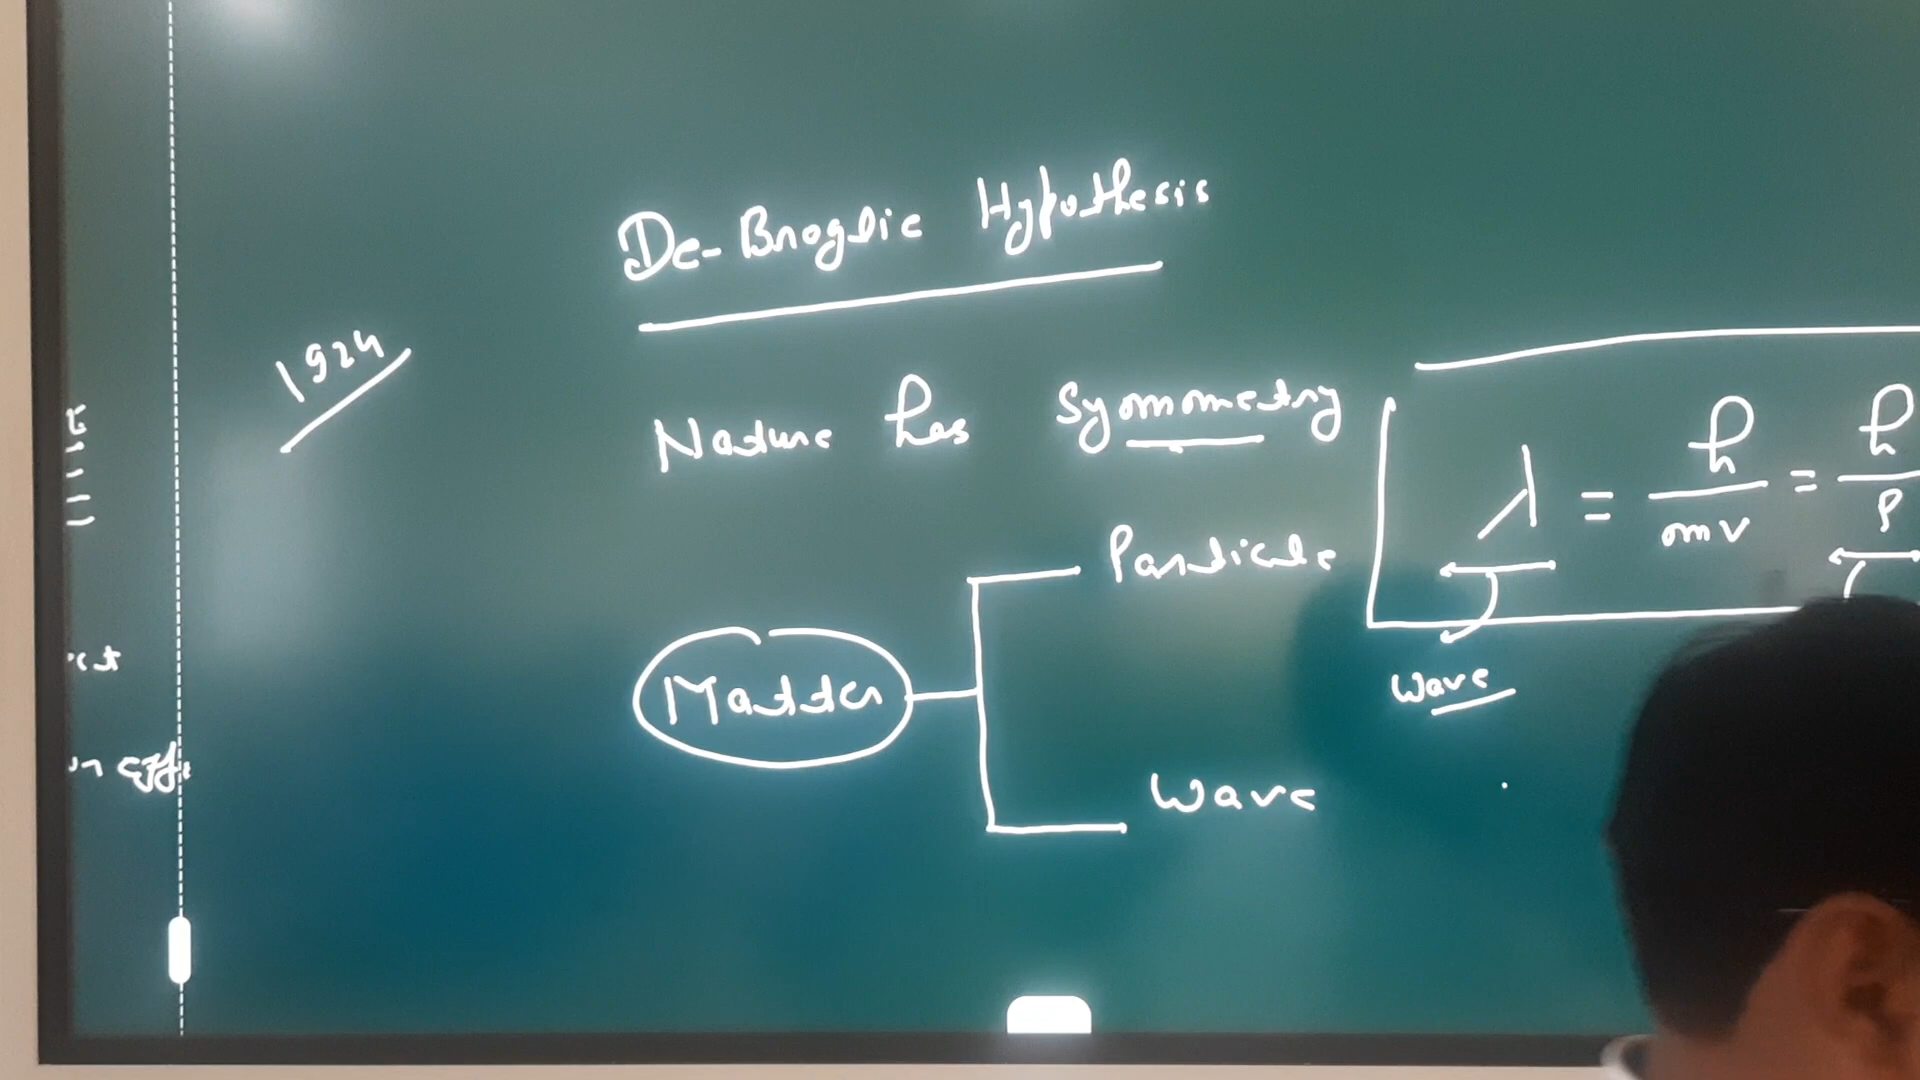 De-Broglie Hypothesis
1924
Nature has Symmetry
λ = h/mv = h/p
Particle
Matter
wave
Wave